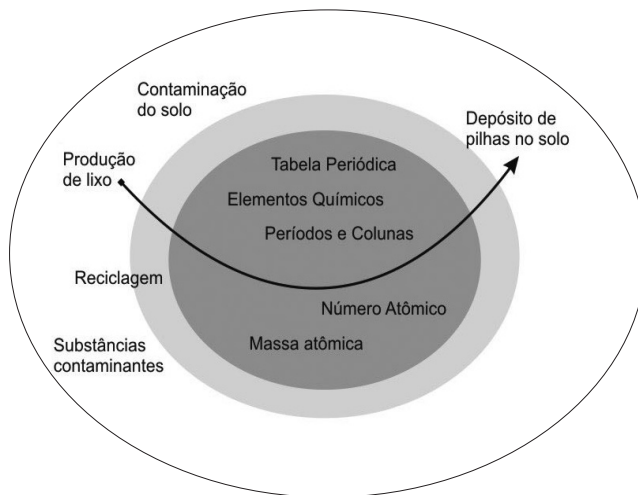 Contaminação
do solo
Depósito de
pilhas no solo
Produção
de lixo
Tabela Periódica
Elementos Químicos
Períodos e Colunas
Reciclagem
Número Atômico
Substâncias
contaminantes
Massa atômica